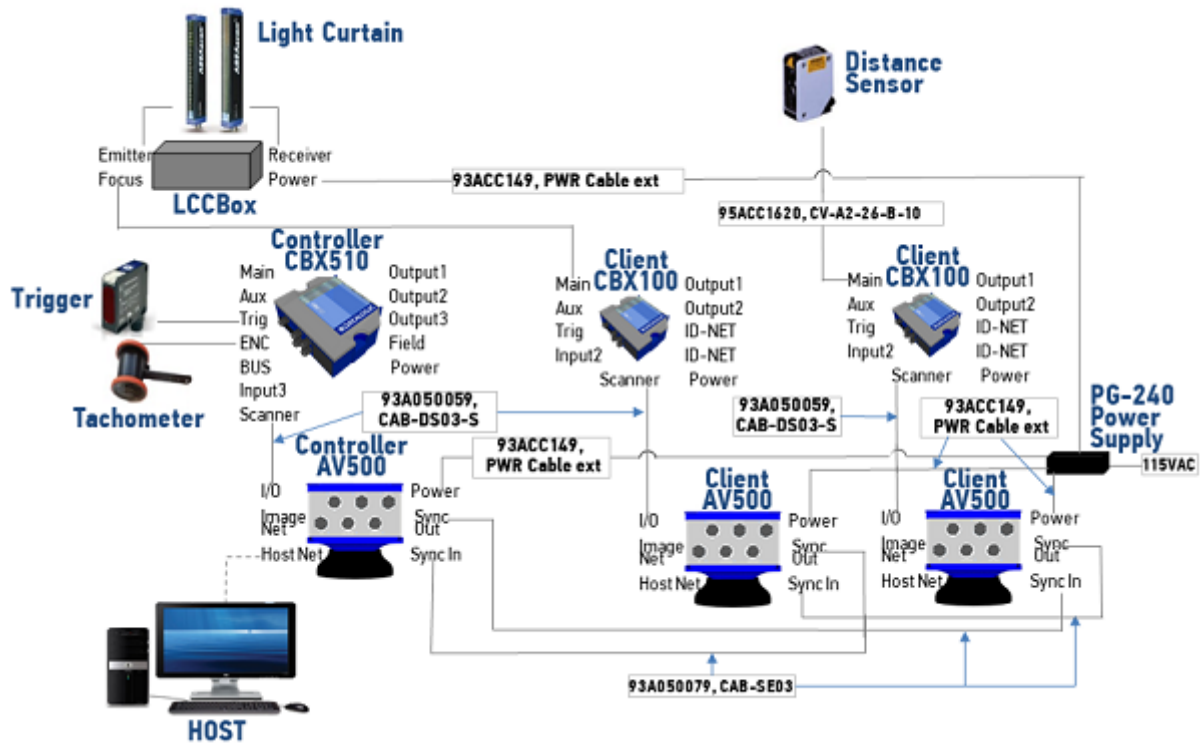 Light Curtain
Distance
Sensor
Emitter
Receiver
Focus
Power
LCCBox
93ACC149, PWR Cable ext
95ACC1620, CV-A2-26-B-10
Controller
CBX510
Main
Aux
Trig
ENC
BUS
Input3
Scanner
Output1
Output2
Output3
Field
Power
Trigger
Tachometer
Client
CBX100
Main
Aux
Trig
Input2
Scanner
Output1
Output2
ID-NET
ID-NET
Power
Client
CBX100
Main
Aux
Trig
Input2
Scanner
Output1
Output2
ID-NET
ID-NET
Power
93A050059,
CAB-DS03-S
93A050059,
CAB-DS03-S
93ACC149,
PWR Cable ext
PG-240
Power
Supply
115VAC
93ACC149,
PWR Cable ext
Controller
AV500
I/O
Image
Net
Host Net
Power
Sync
Out
Sync In
Client
AV500
I/O
Image
Net
Host Net
Power
Sync
Out
Sync In
Client
AV500
I/O
Image
Net
Host Net
Power
Sync
Out
Sync In
93A050079, CAB-SE03
HOST